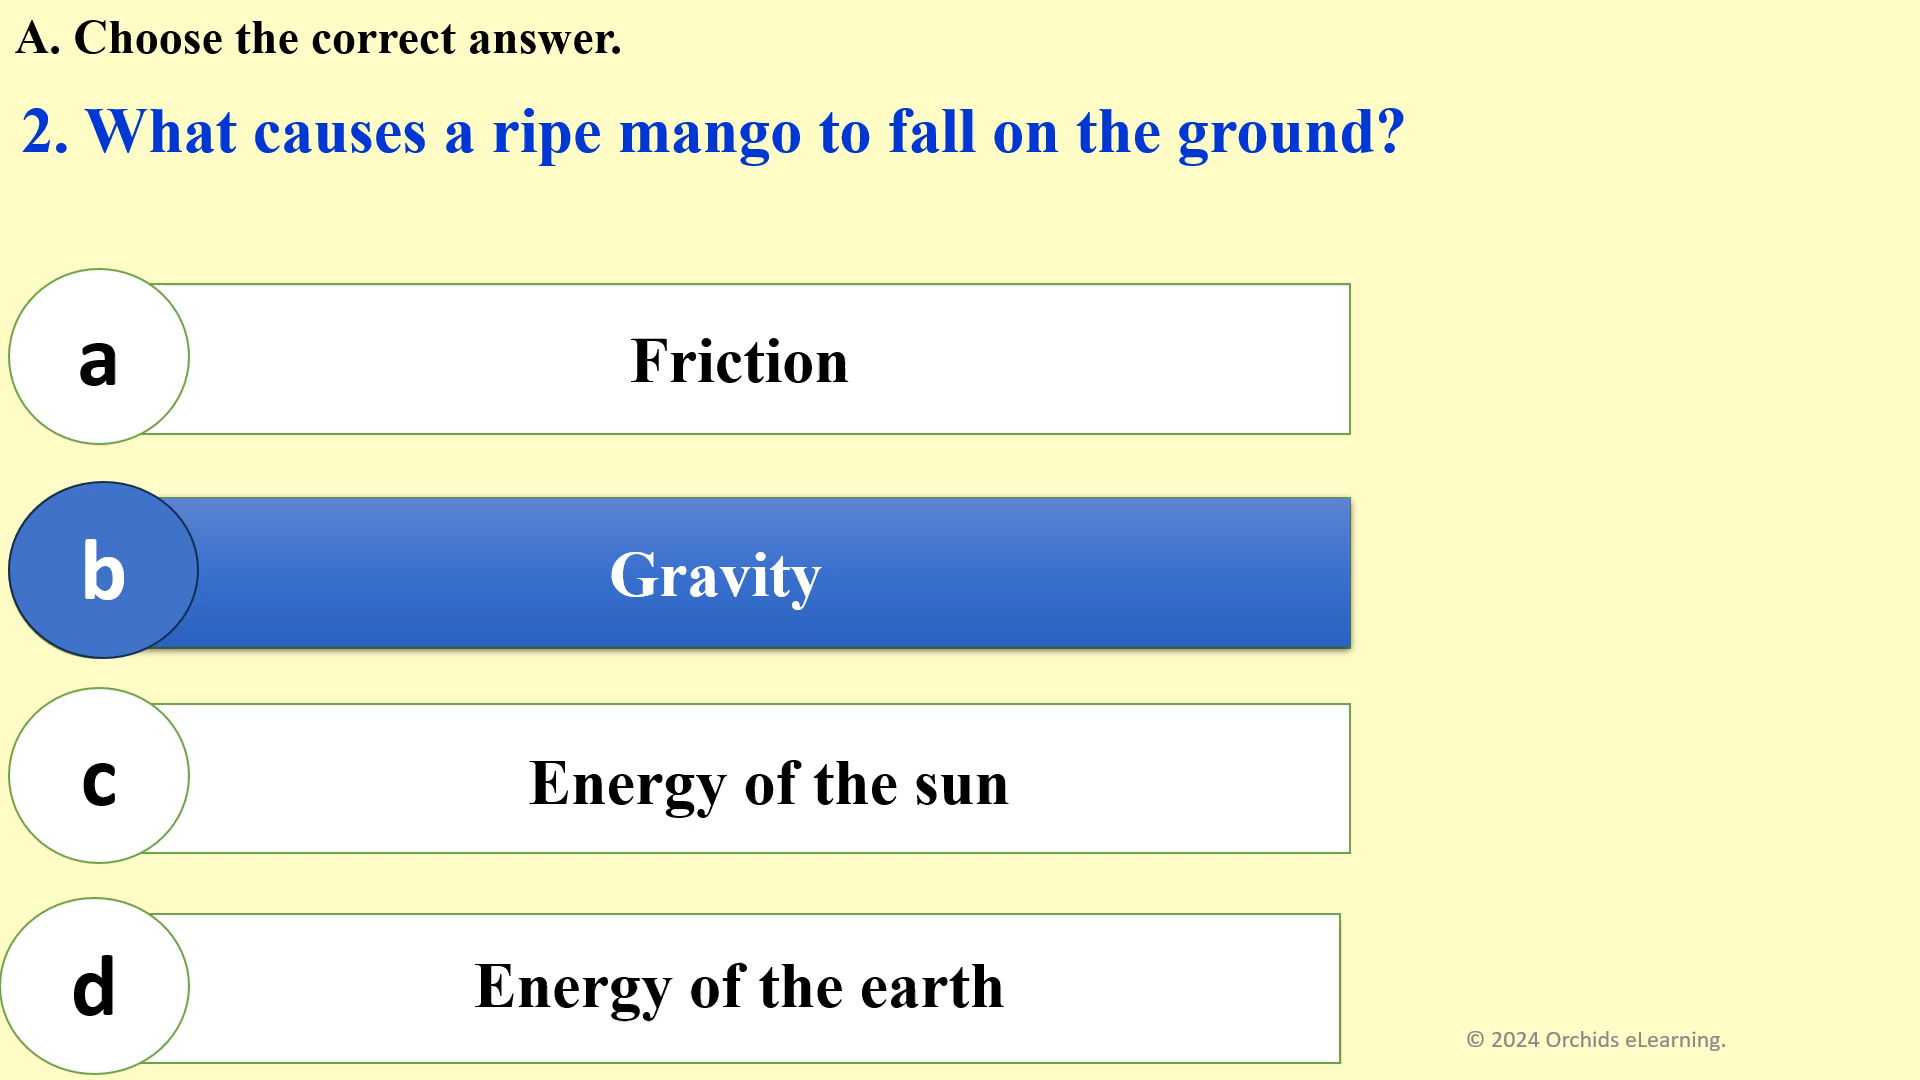 A. Choose the correct answer.
2. What causes a ripe mango to fall on the ground?
a
Friction
b
Gravity
c
Energy of the sun
d
Energy of the earth
© 2024 Orchids eLearning.